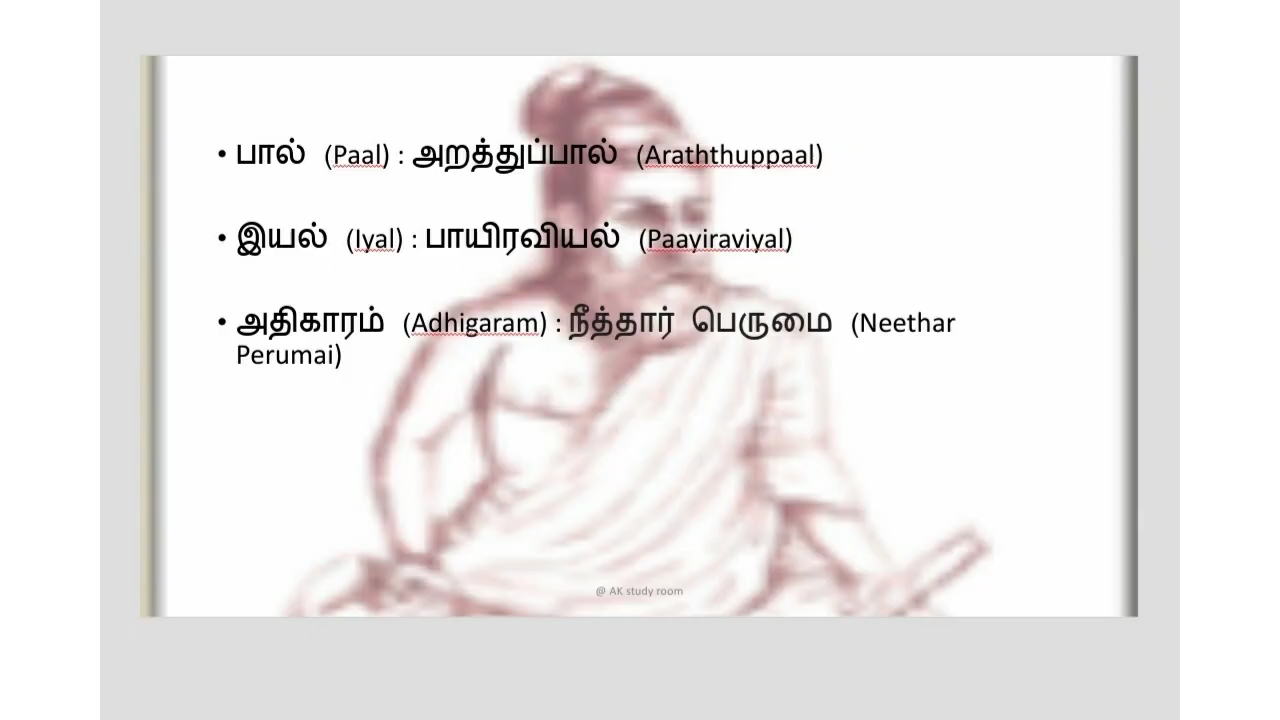 • பால் (Paal) : அறத்துப்பால் (Araththuppaal)
• இயல் (Iyal) : பாயிரவியல் (Paayiraviyal)
• அதிகாரம் (Adhigaram) : நீத்தார் பெருமை (Neethar
Perumai)
@ AK study room